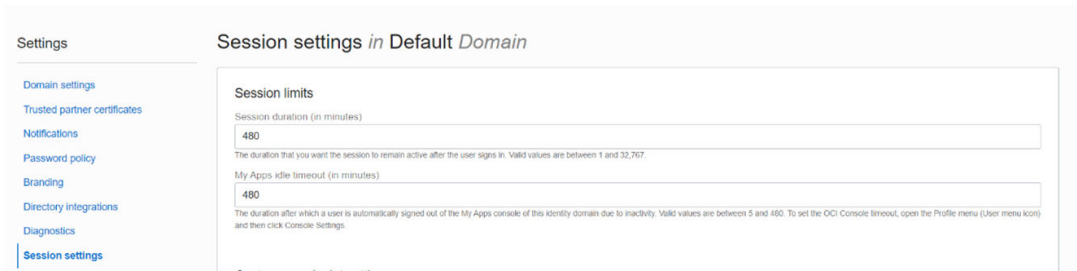 Settings
Session settings in Default Domain
Domain settings
Trusted partner certificates
Notifications
Password policy
Branding
Directory integrations
Diagnostics
Session settings
Session limits
Session duration (in minutes)
480
The duration that you want the session to remain active after the user signs in. Valid values are between 1 and 32,767.
My Apps idle timeout (in minutes)
480
The duration after which a user is automatically signed out of the My Apps console of this identity domain due to inactivity. Valid values are between 5 and 480. To set the OCI Console timeout, open the Profile menu (User menu icon)
and then click Console Settings.